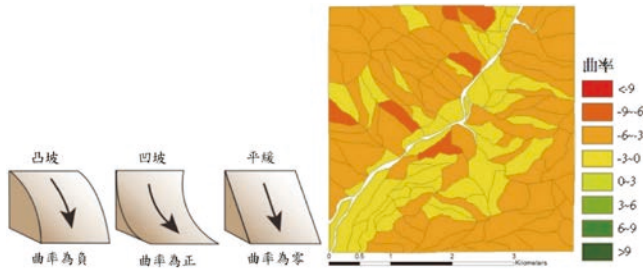 凸坡 凹坡 平緩
曲率為負 曲率為正 曲率為零
曲率
<-9
-9~-6
-6~-3
-3-0
0~3
3~6
6~9
>9
0 0.5 1 2 3
Kilometers